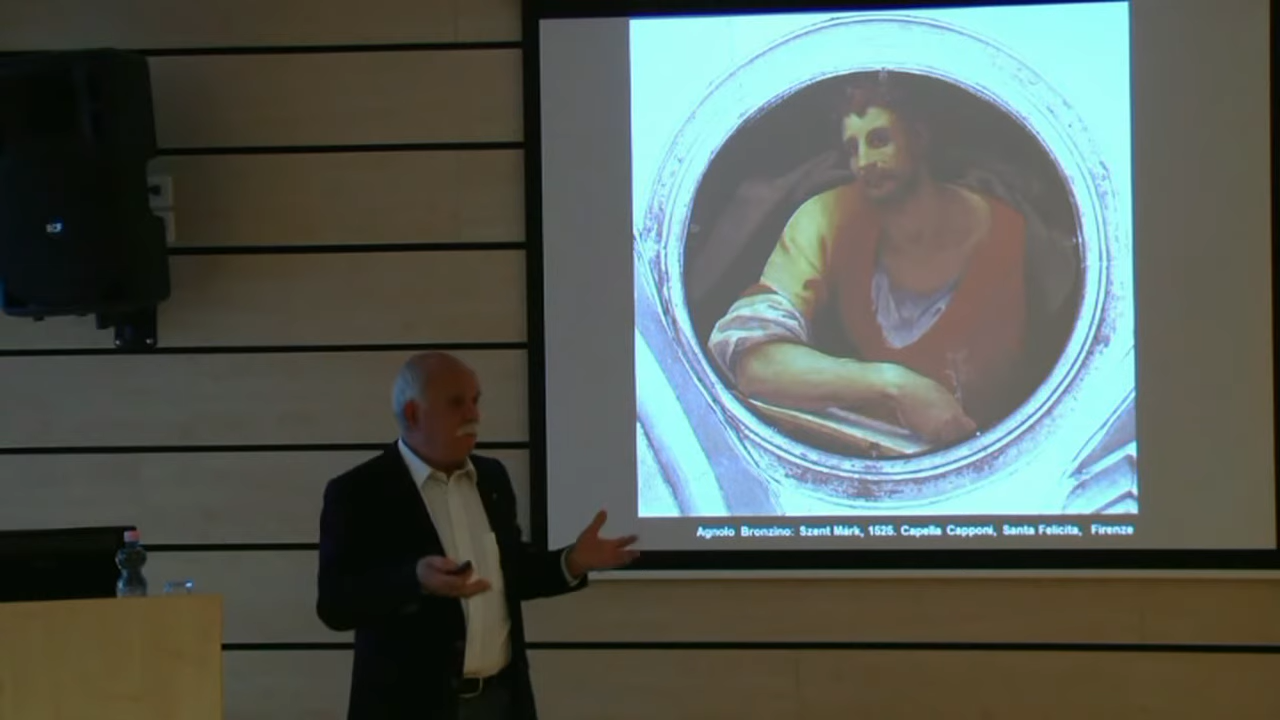 Agnolo Bronzino: Szent Márk, 1525. Capella Capponi, Santa Felicita, Firenze